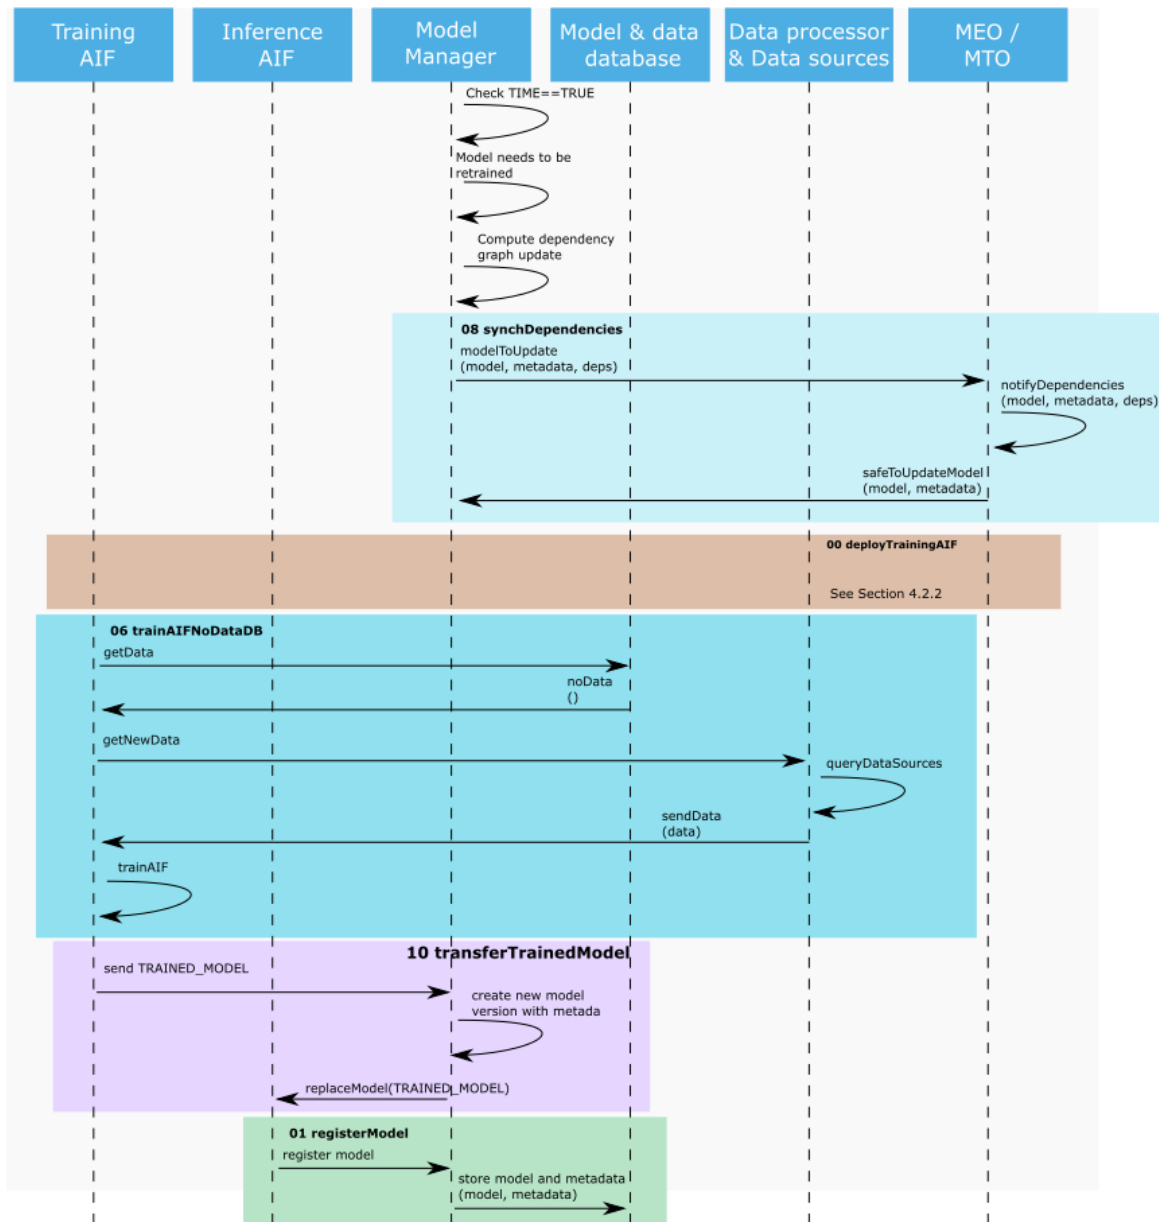 Training
AIF
Inference
AIF
Model
Manager
Model & data
database
Data processor
& Data sources
MEO /
MTO
Check TIME==TRUE
Model needs to be
retrained
Compute dependency
graph update
08 synchDependencies
modelToUpdate
(model, metadata, deps)
notifyDependencies
(model, metadata, deps)
safeToUpdateModel
(model, metadata)
00 deployTrainingAIF
See Section 4.2.2
06 trainAIFNoDataDB
getData
noData
()
getNewData
queryDataSources
sendData
(data)
trainAIF
10 transferTrainedModel
send TRAINED_MODEL
create new model
version with metada
replaceModel(TRAINED_MODEL)
01 registerModel
register model
store model and metadata
(model, metadata)